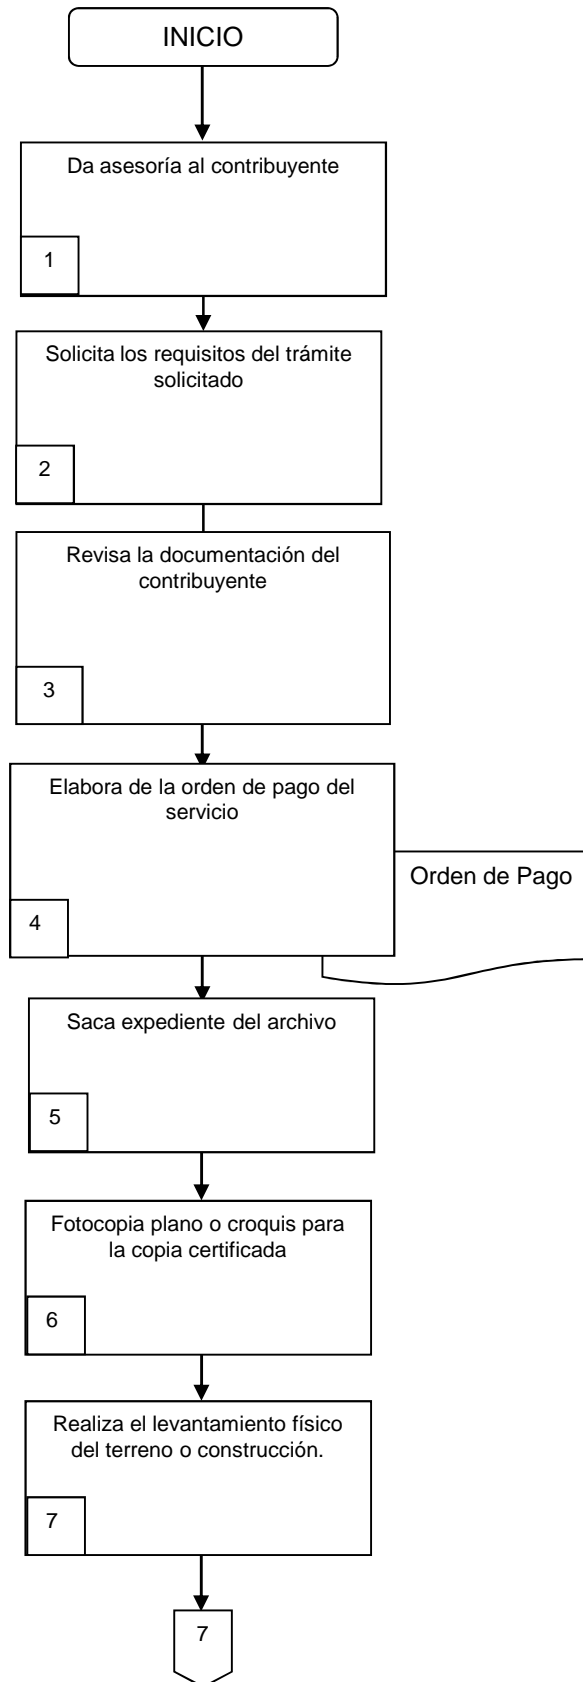 INICIO
Da asesoría al contribuyente
1
Solicita los requisitos del trámite
solicitado
2
Revisa la documentación del
contribuyente
3
Elabora de la orden de pago del
servicio
Orden de Pago
4
Saca expediente del archivo
5
Fotocopia plano o croquis para
la copia certificada
6
Realiza el levantamiento físico
del terreno o construcción.
7
7